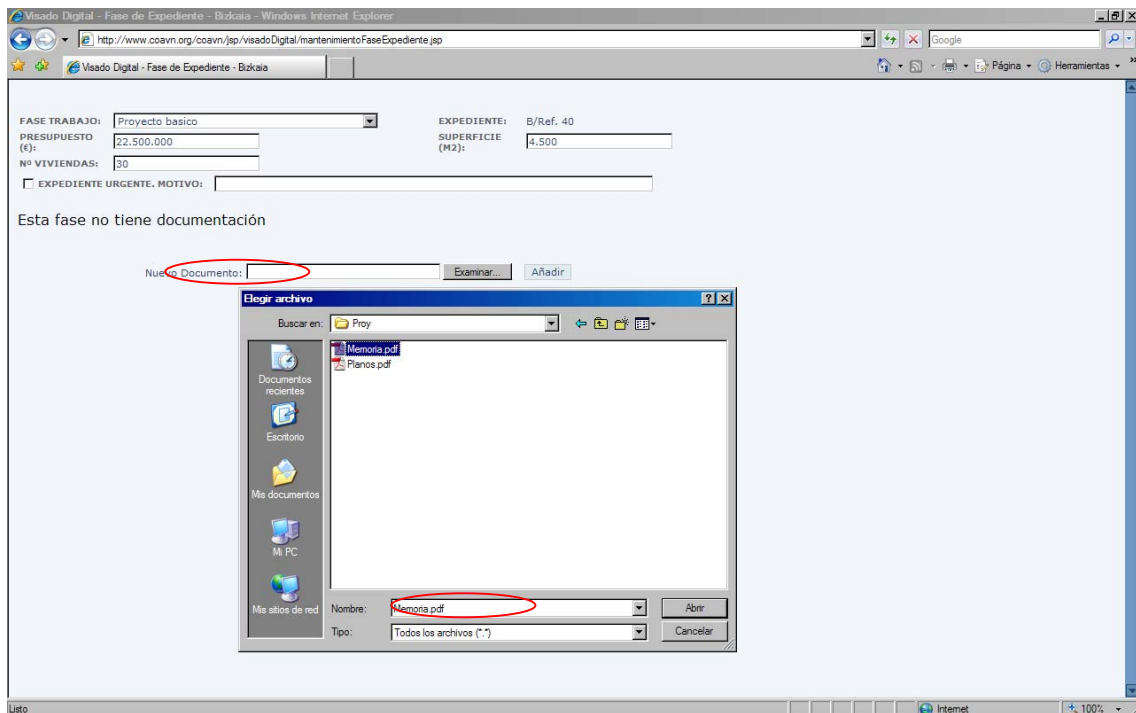 Visado Digital - Fase de Expediente - Bizkaia - Windows Internet Explorer
http://www.coavn.org/coavn/jsp/visadoDigital/mantenimientoFaseExpediente.jsp
Google
Visado Digital - Fase de Expediente - Bizkaia
Página
Herramientas
FASE TRABAJO: Proyecto basico EXPEDIENTE: B/Ref. 40
PRESUPUESTO (€): 22.500.000 SUPERFICIE (M2): 4.500
Nº VIVIENDAS: 30
EXPEDIENTE URGENTE. MOTIVO:
Esta fase no tiene documentación
Nuevo Documento: Examinar... Añadir
Elegir archivo
Buscar en: Proy
Memoria.pdf
Planos.pdf
Documentos recientes
Escritorio
Mis documentos
Mi PC
Mis sitios de red
Nombre: Memoria.pdf Abrir
Tipo: Todos los archivos (*.*) Cancelar
Listo Internet 100%